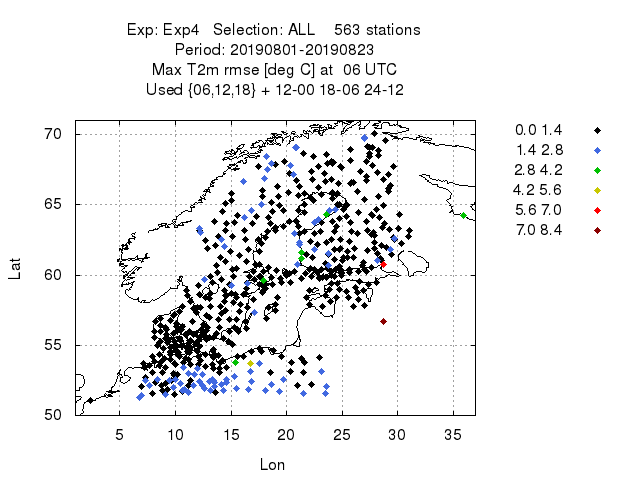 Exp: Exp4 Selection: ALL 563 stations
Period: 20190801-20190823
Max T2m rmse [deg C] at 06 UTC
Used {06,12,18} + 12-00 18-06 24-12
70
65
60
55
50
Lat
5 10 15 20 25 30 35
Lon
0.0 1.4
1.4 2.8
2.8 4.2
4.2 5.6
5.6 7.0
7.0 8.4